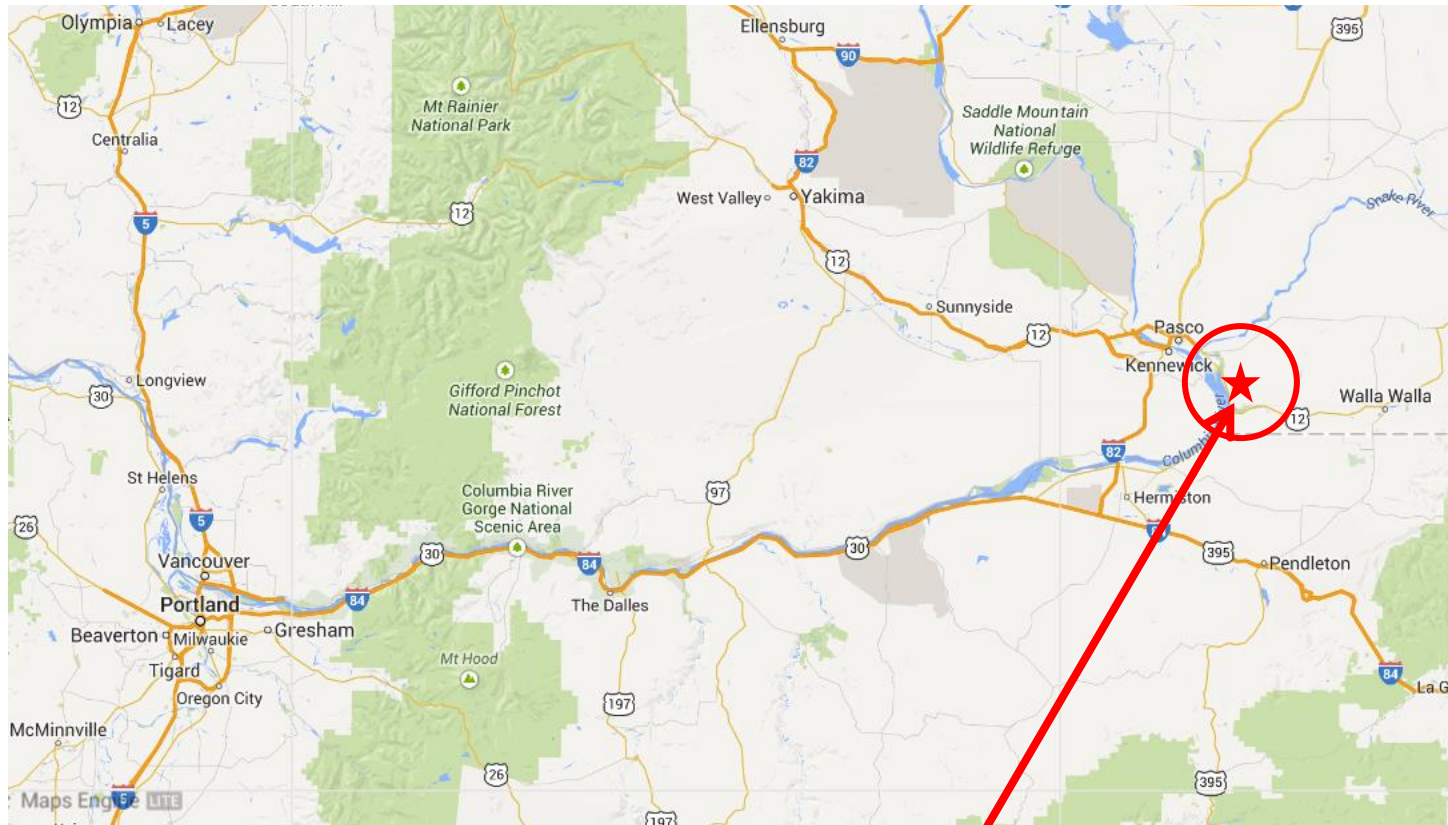 Olympia
Lacey
Ellensburg
395
90
12
Mt Rainier
National Park
Saddle Mountain
National
Wildlife Refuge
Centralia
82
West Valley
Yakima
5
12
Snake River
12
Sunnyside
Pasco
12
Kennewick
Longview
30
Gifford Pinchot
National Forest
Walla Walla
12
82
St Helens
97
Columbia River
Gorge National
Scenic Area
Hermiston
26
5
30
30
395
Vancouver
84
Pendleton
84
Portland
The Dalles
Beaverton
Milwaukie
Gresham
Tigard
Mt Hood
84
La G
Oregon City
197
McMinnville
26
395
Maps Engine LITE
5
197